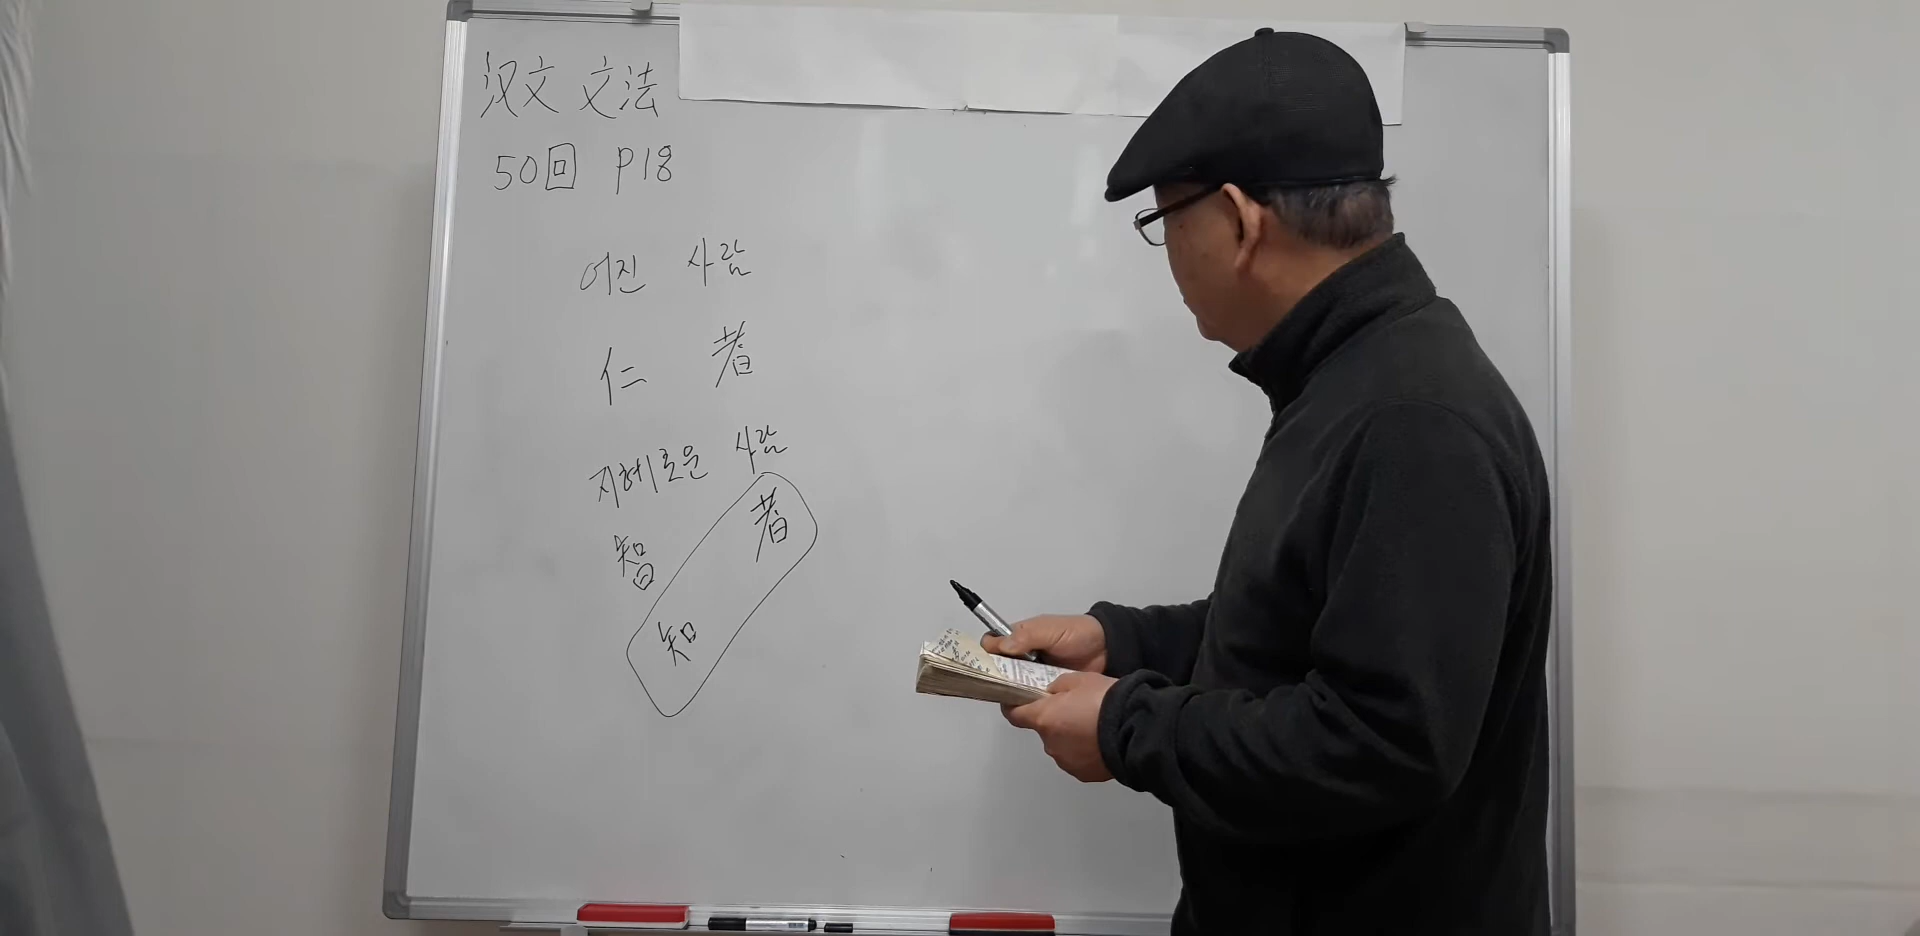 汉文 文法
50回 P18
어진 사람
仁 者
지혜로운 사람
智 者
知